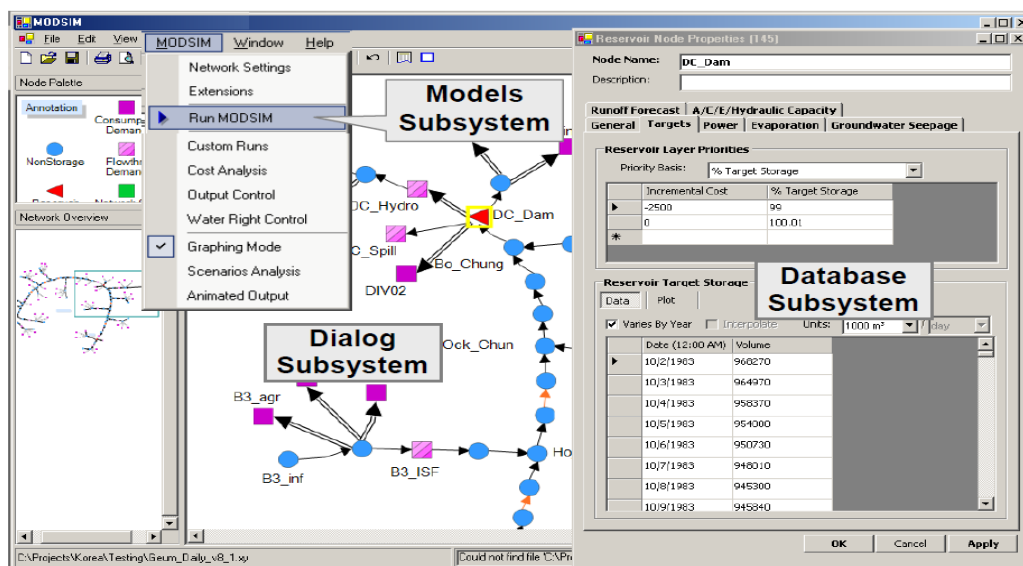 MODSIM
File Edit View MODSIM Window Help
Node Palette
Annotation
NonStorage
Network Overview
Network Settings
Extensions
Run MODSIM
Custom Runs
Cost Analysis
Output Control
Water Right Control
Graphing Mode
Scenarios Analysis
Animated Output
Models
Subsystem
DC_Hydro
DC_Dam
Bo_Chung
DIV02
Dialog
Subsystem
Ock_Chun
B3_agr
B3_inf
B3_ISF
C:\Projects\Korea\Testing\Geum_Daily_v8_1.xy
Could not find file 'C:\Pr
Reservoir Node Properties [145]
Node Name: DC_Dam
Description:
Runoff Forecast A/C/E/Hydraulic Capacity
General Targets Power Evaporation Groundwater Seepage
Reservoir Layer Priorities
Priority Basis: % Target Storage
Incremental Cost % Target Storage
-2500 99
0 100.01
Reservoir Target Storage
Database
Subsystem
Data Plot
Varies By Year Interpolate Units: 1000 m³ / day
Date (12:00 AM) Volume
10/2/1983 968270
10/3/1983 964970
10/4/1983 958370
10/5/1983 954000
10/6/1983 950730
10/7/1983 948010
10/8/1983 945300
10/9/1983 945840
OK Cancel Apply